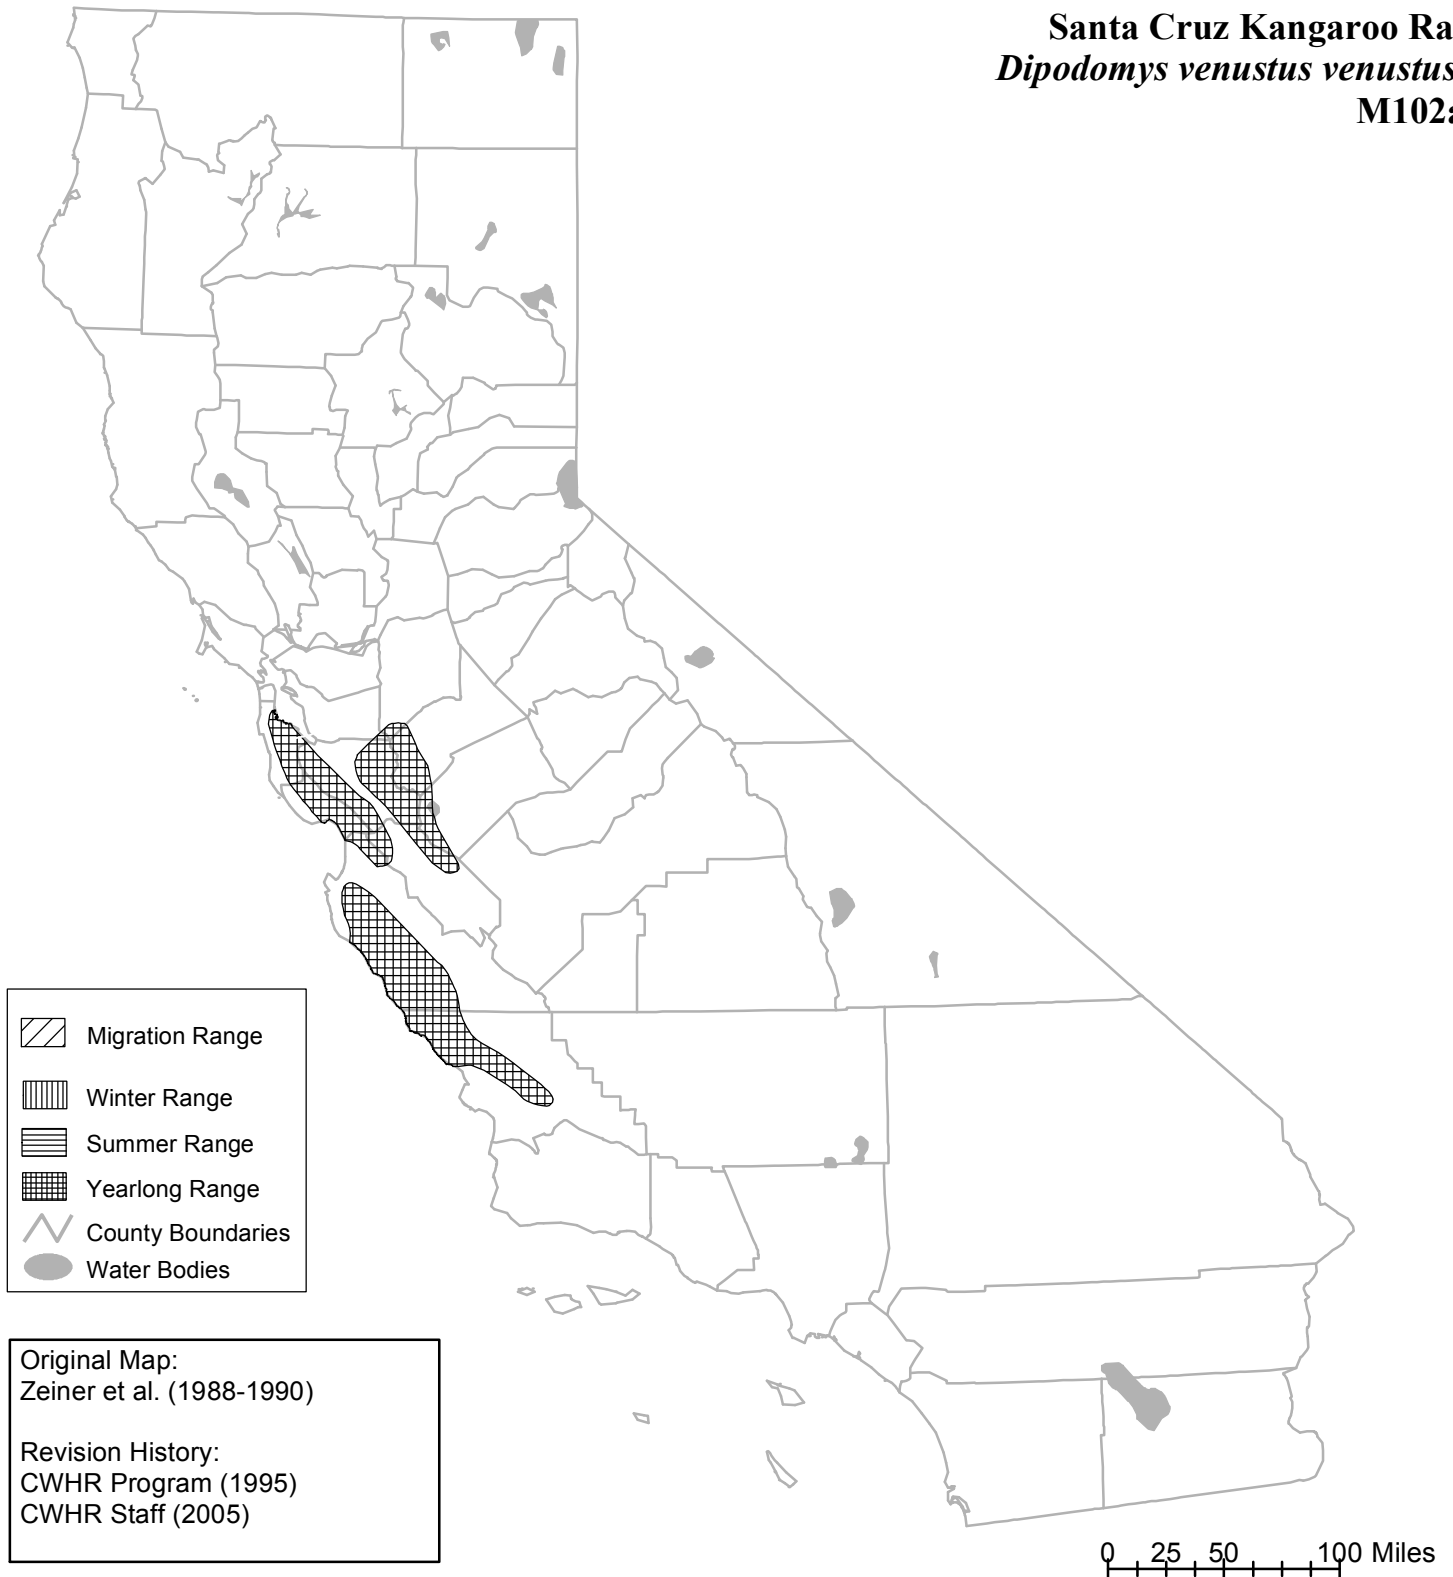 Santa Cruz Kangaroo Ra
Dipodomys venustus venustus
M102a
Migration Range
Winter Range
Summer Range
Yearlong Range
County Boundaries
Water Bodies
Original Map:
Zeiner et al. (1988-1990)
Revision History:
CWHR Program (1995)
CWHR Staff (2005)
0 25 50 100 Miles